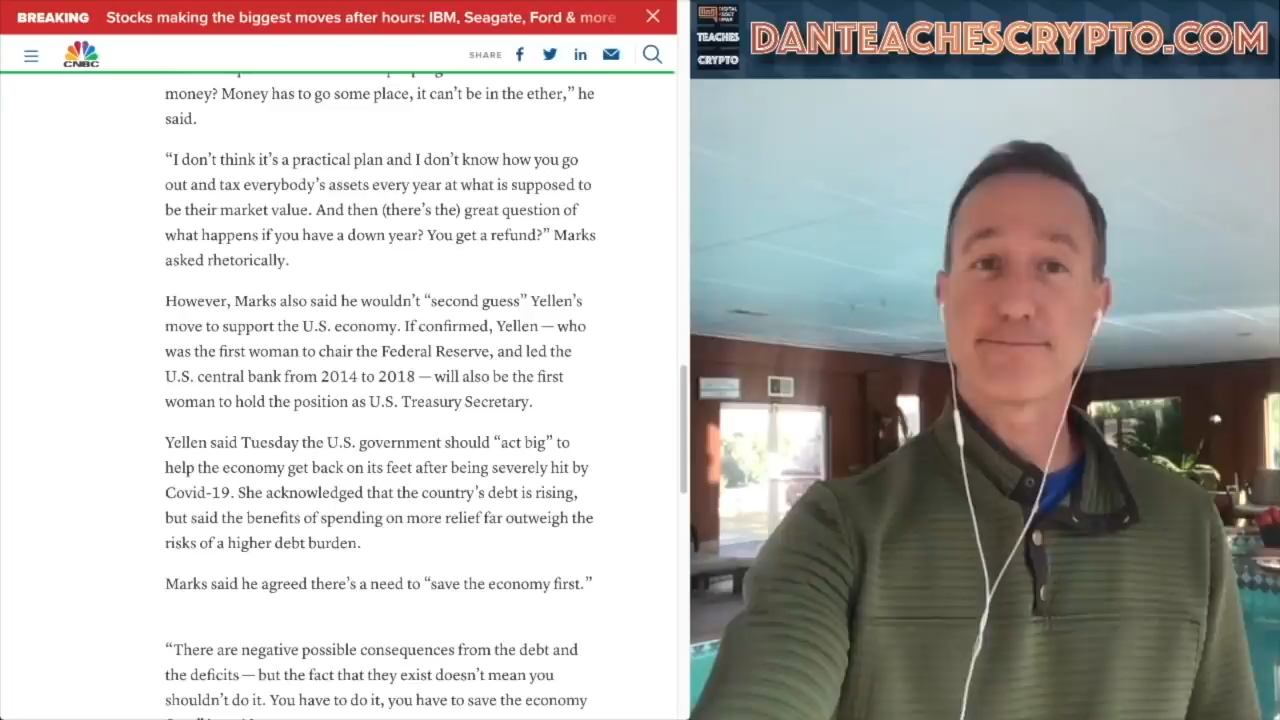 BREAKING Stocks making the biggest moves after hours: IBM, Seagate, Ford & more
CNBC
SHARE
money? Money has to go some place, it can't be in the ether,” he
said.
“I don't think it's a practical plan and I don't know how you go
out and tax everybody's assets every year at what is supposed to
be their market value. And then (there's the) great question of
what happens if you have a down year? You get a refund?” Marks
asked rhetorically.
However, Marks also said he wouldn't “second guess” Yellen's
move to support the U.S. economy. If confirmed, Yellen — who
was the first woman to chair the Federal Reserve, and led the
U.S. central bank from 2014 to 2018 — will also be the first
woman to hold the position as U.S. Treasury Secretary.
Yellen said Tuesday the U.S. government should “act big” to
help the economy get back on its feet after being severely hit by
Covid-19. She acknowledged that the country's debt is rising,
but said the benefits of spending on more relief far outweigh the
risks of a higher debt burden.
Marks said he agreed there's a need to “save the economy first.”
“There are negative possible consequences from the debt and
the deficits — but the fact that they exist doesn't mean you
shouldn't do it. You have to do it, you have to save the economy
TEACHES
CRYPTO
DANTEACHESCRYPTO.COM